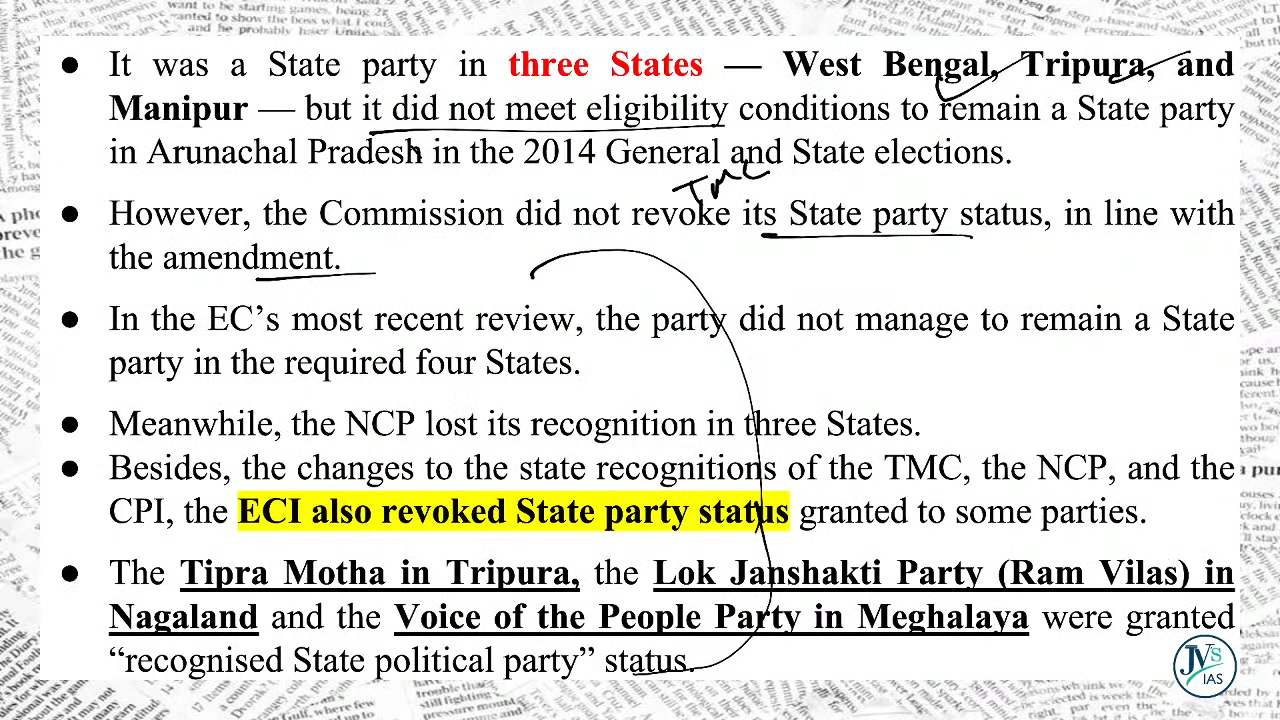 ● It was a State party in three States — West Bengal, Tripura, and
Manipur — but it did not meet eligibility conditions to remain a State party
in Arunachal Pradesh in the 2014 General and State elections.
TMC
● However, the Commission did not revoke its State party status, in line with
the amendment.
● In the EC’s most recent review, the party did not manage to remain a State
party in the required four States.
● Meanwhile, the NCP lost its recognition in three States.
● Besides, the changes to the state recognitions of the TMC, the NCP, and the
CPI, the ECI also revoked State party status granted to some parties.
● The Tipra Motha in Tripura, the Lok Janshakti Party (Ram Vilas) in
Nagaland and the Voice of the People Party in Meghalaya were granted
“recognised State political party” status.
JVS
IAS